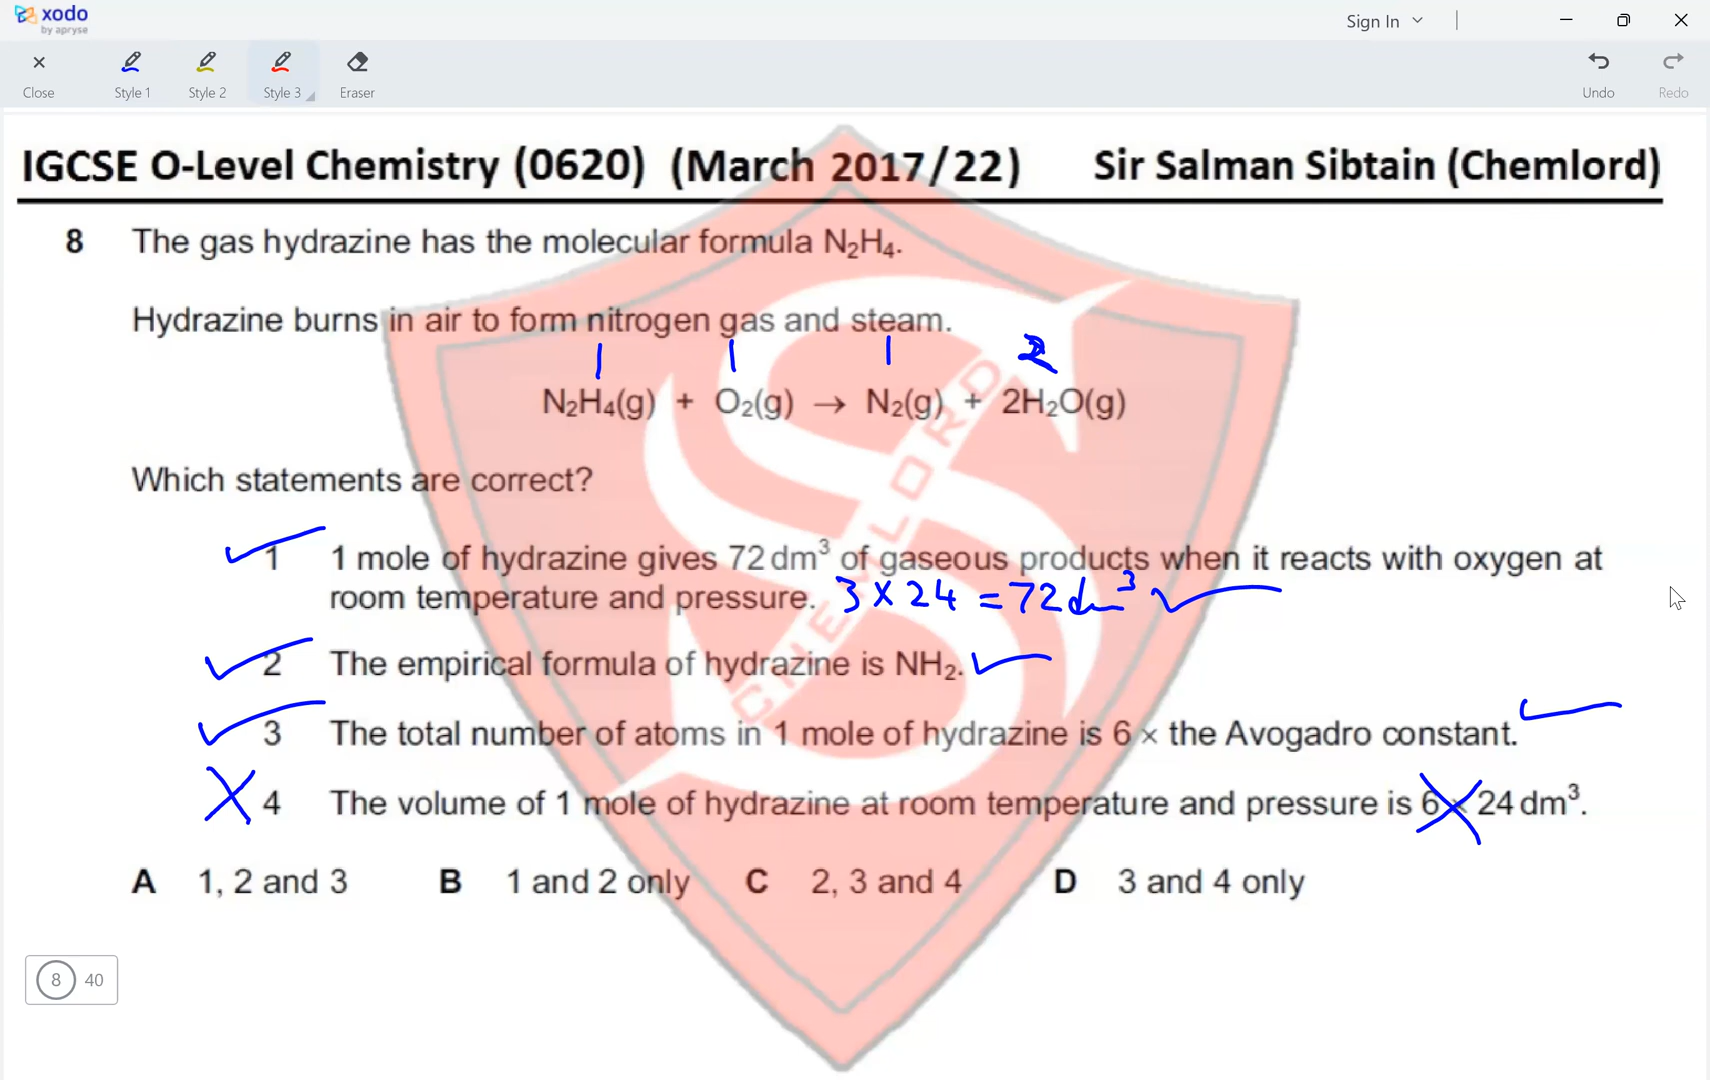 xodo
by apryse
Sign In
Close Style 1 Style 2 Style 3 Eraser Undo Redo
IGCSE O-Level Chemistry (0620) (March 2017/22) Sir Salman Sibtain (Chemlord)
8 The gas hydrazine has the molecular formula N₂H₄.
Hydrazine burns in air to form nitrogen gas and steam.
1 1 1 2
N₂H₄(g) + O₂(g) → N₂(g) + 2H₂O(g)
Which statements are correct?
1 1 mole of hydrazine gives 72 dm³ of gaseous products when it reacts with oxygen at
room temperature and pressure. 3 × 24 = 72 dm³ ✓
2 The empirical formula of hydrazine is NH₂. ✓
3 The total number of atoms in 1 mole of hydrazine is 6 × the Avogadro constant. ✓
4 The volume of 1 mole of hydrazine at room temperature and pressure is 6 × 24 dm³.
A 1, 2 and 3 B 1 and 2 only C 2, 3 and 4 D 3 and 4 only
CHEMLORD
8 40